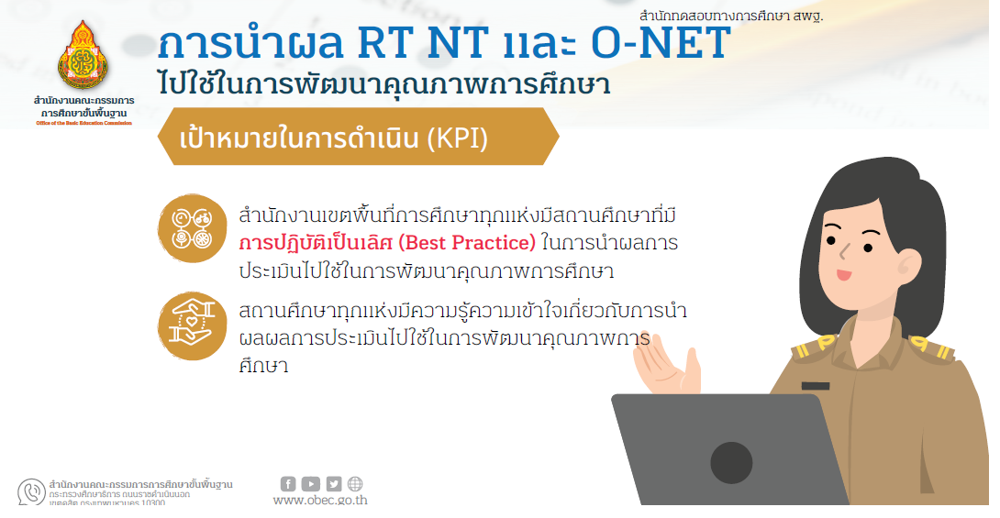 สำนักทดสอบทางการศึกษา สพฐ.
การนำผล RT NT และ O-NET
ไปใช้ในการพัฒนาคุณภาพการศึกษา
สำนักงานคณะกรรมการ
การศึกษาขั้นพื้นฐาน
Office of the Basic Education Commission
เป้าหมายในการดำเนิน (KPI)
สำนักงานเขตพื้นที่การศึกษาทุกแห่งมีสถานศึกษาที่มี
การปฏิบัติเป็นเลิศ (Best Practice) ในการนำผลการ
ประเมินไปใช้ในการพัฒนาคุณภาพการศึกษา
สถานศึกษาทุกแห่งมีความรู้ความเข้าใจเกี่ยวกับการนำ
ผลผลการประเมินไปใช้ในการพัฒนาคุณภาพการ
ศึกษา
สำนักงานคณะกรรมการการศึกษาขั้นพื้นฐาน
กระทรวงศึกษาธิการ ถนนราชดำเนินนอก
เขตดุสิต กรุงเทพมหานคร 10300
www.obec.go.th